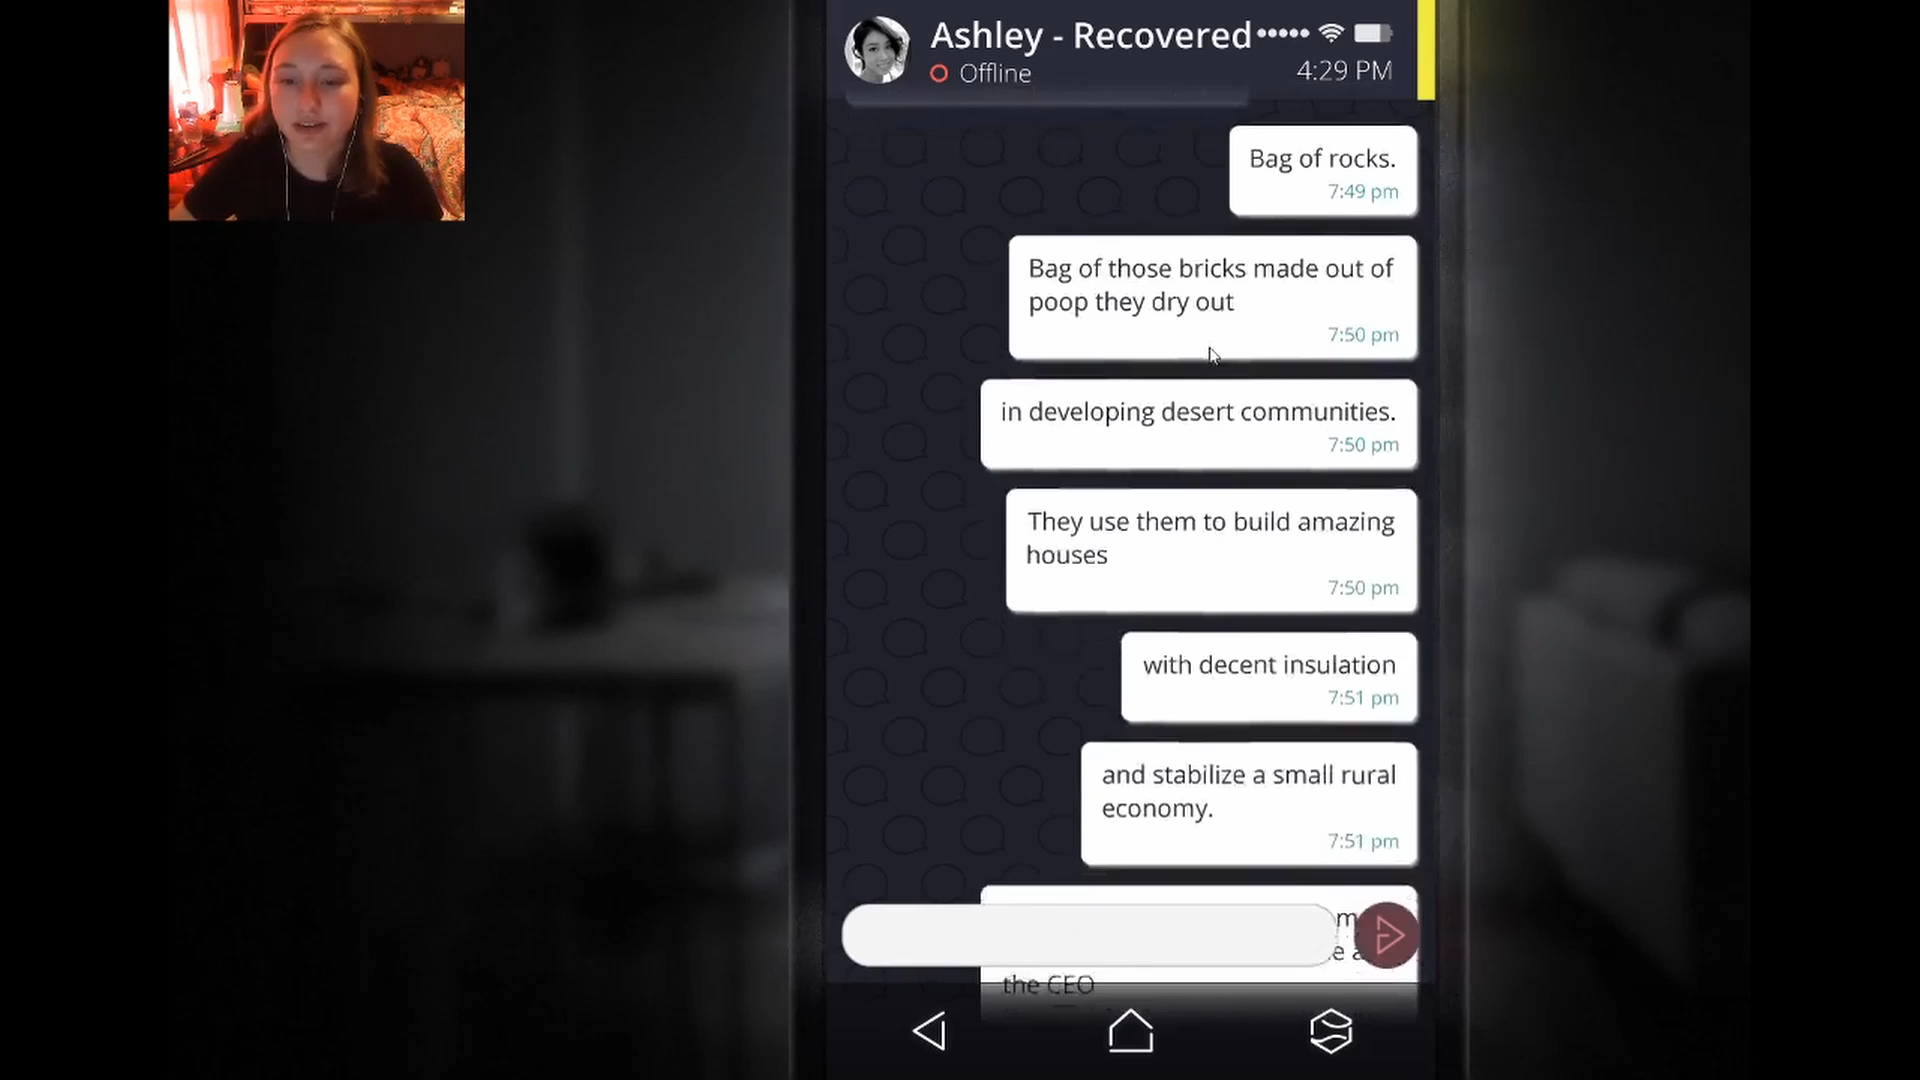 Ashley - Recovered
Offline
4:29 PM
Bag of rocks.
7:49 pm
Bag of those bricks made out of
poop they dry out
7:50 pm
in developing desert communities.
7:50 pm
They use them to build amazing
houses
7:50 pm
with decent insulation
7:51 pm
and stabilize a small rural
economy.
7:51 pm
the CEO